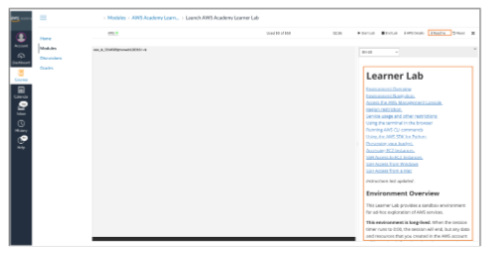 Modules
AWS Academy Learn...
Launch AWS Academy Learner Lab
Home
Modules
Discussions
Grades
Account
Dashboard
Courses
Calendar
Inbox
History
Help
Learner Lab
Environment Overview
Environment Navigation
Access the AWS Management Console
Region restriction
Service usage and other restrictions
Using the terminal in the browser
Running AWS CLI commands
Using the AWS SDK for Python
Preserving your budget
Accessing EC2 Instances
SSH Access to EC2 Instances
SSH Access from Windows
SSH Access from a Mac
Instructions last updated
Environment Overview
This Learner Lab provides a sandbox environment
for ad-hoc exploration of AWS services.
This environment is long-lived. When the session
timer runs to 0:00, the session will end, but any data
and resources that you created in the AWS account